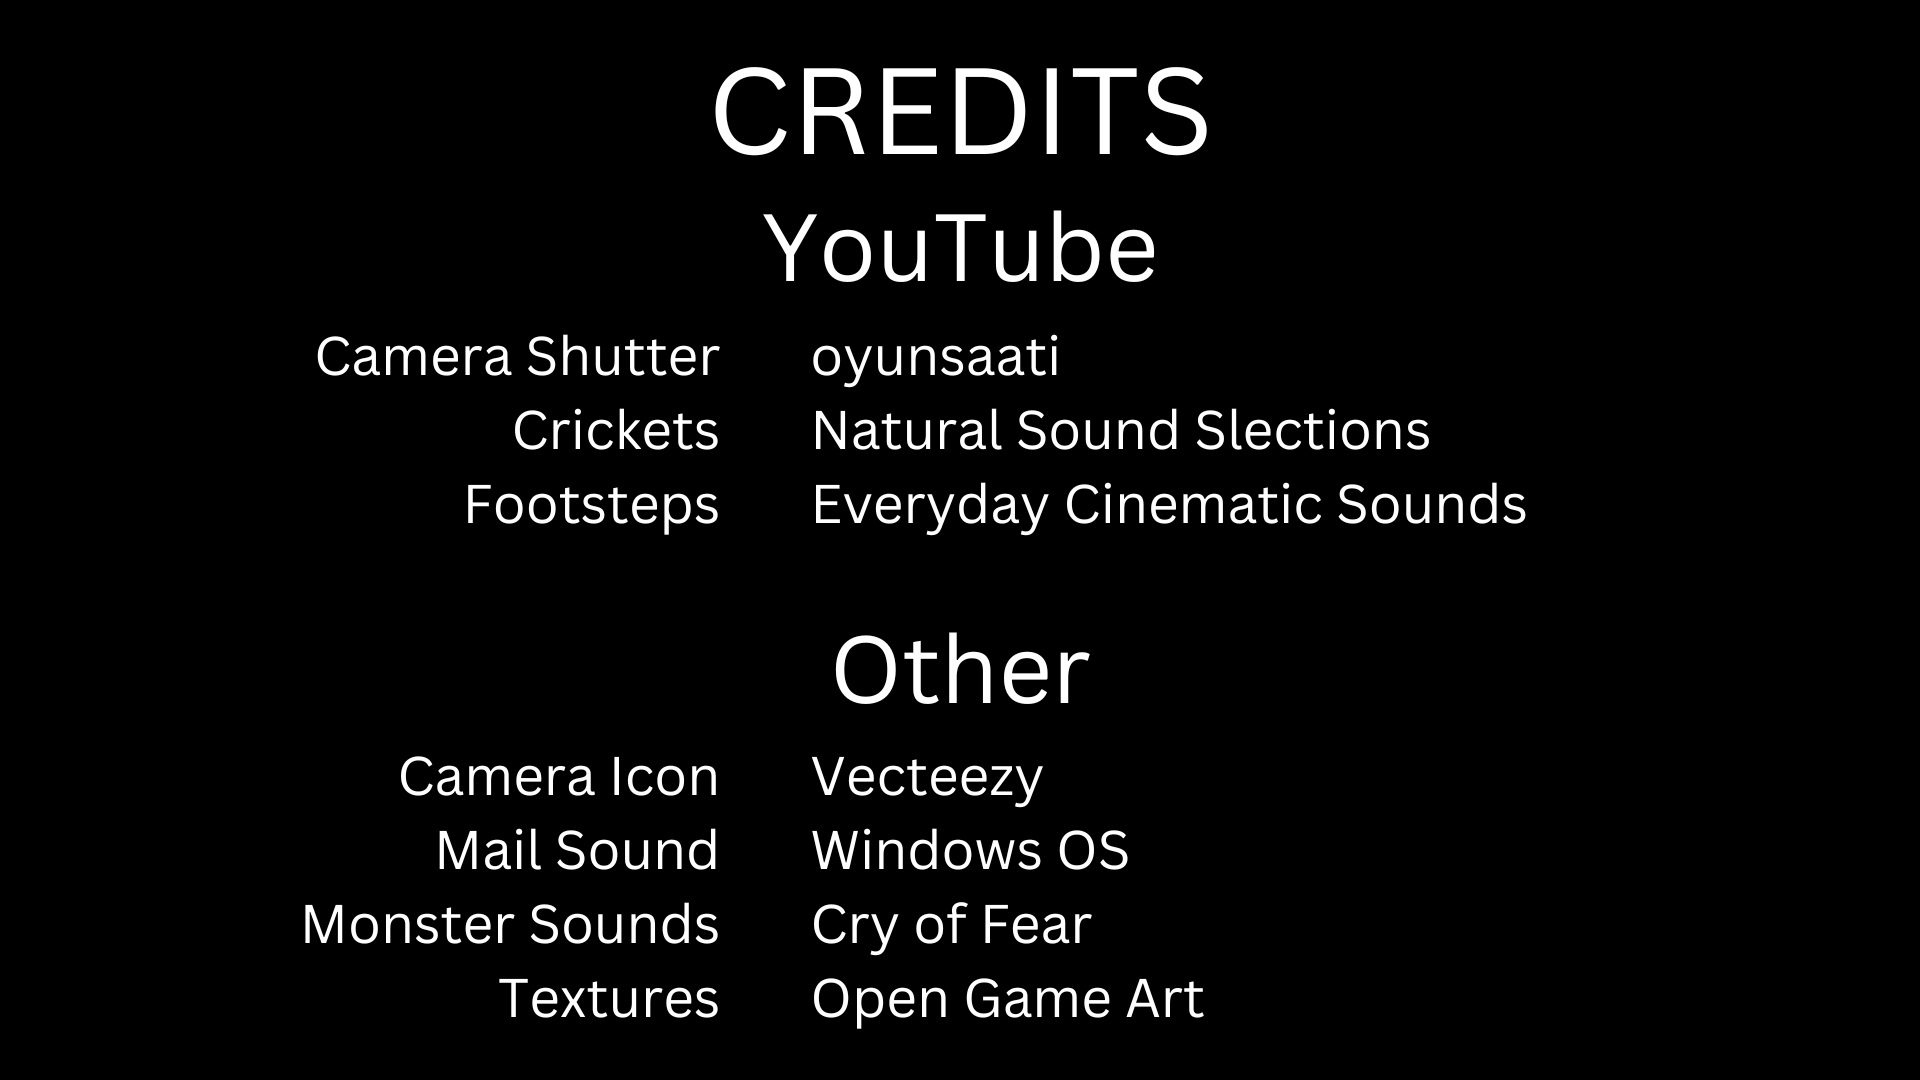 CREDITS
YouTube
Camera Shutter oyunsaati
Crickets Natural Sound Slections
Footsteps Everyday Cinematic Sounds
Other
Camera Icon Vecteezy
Mail Sound Windows OS
Monster Sounds Cry of Fear
Textures Open Game Art